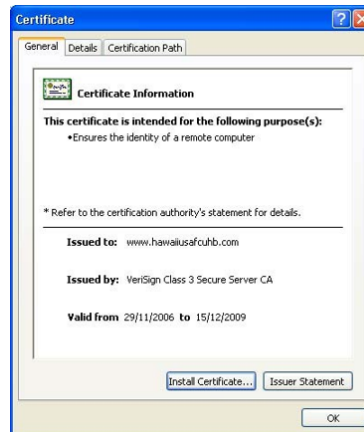 Certificate
General Details Certification Path
Certificate Information
This certificate is intended for the following purpose(s):
•Ensures the identity of a remote computer
* Refer to the certification authority's statement for details.
Issued to: www.hawaiiusafcuhb.com
Issued by: VeriSign Class 3 Secure Server CA
Valid from 29/11/2006 to 15/12/2009
Install Certificate... Issuer Statement
OK